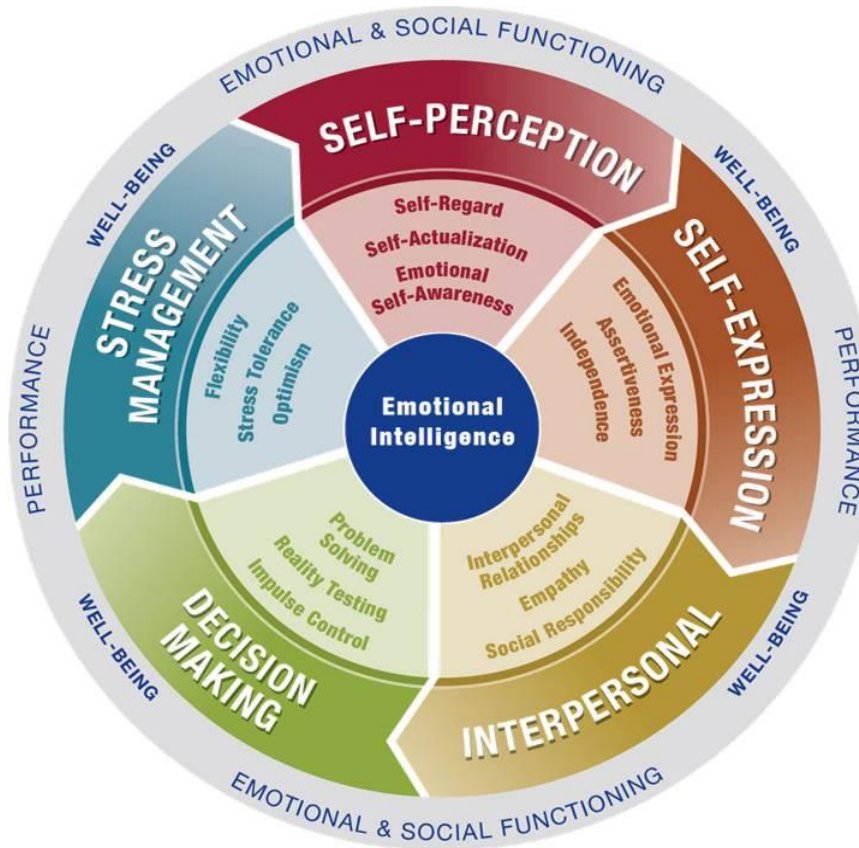 EMOTIONAL & SOCIAL FUNCTIONING
WELL-BEING
WELL-BEING
PERFORMANCE
PERFORMANCE
SELF-PERCEPTION
Self-Regard
Self-Actualization
Emotional
Self-Awareness
SELF-EXPRESSION
Emotional Expression
Assertiveness
Independence
INTERPERSONAL
Interpersonal
Relationships
Empathy
Social Responsibility
DECISION
MAKING
Problem
Solving
Reality Testing
Impulse Control
STRESS
MANAGEMENT
Flexibility
Stress Tolerance
Optimism
Emotional
Intelligence
WELL-BEING
WELL-BEING
EMOTIONAL & SOCIAL FUNCTIONING